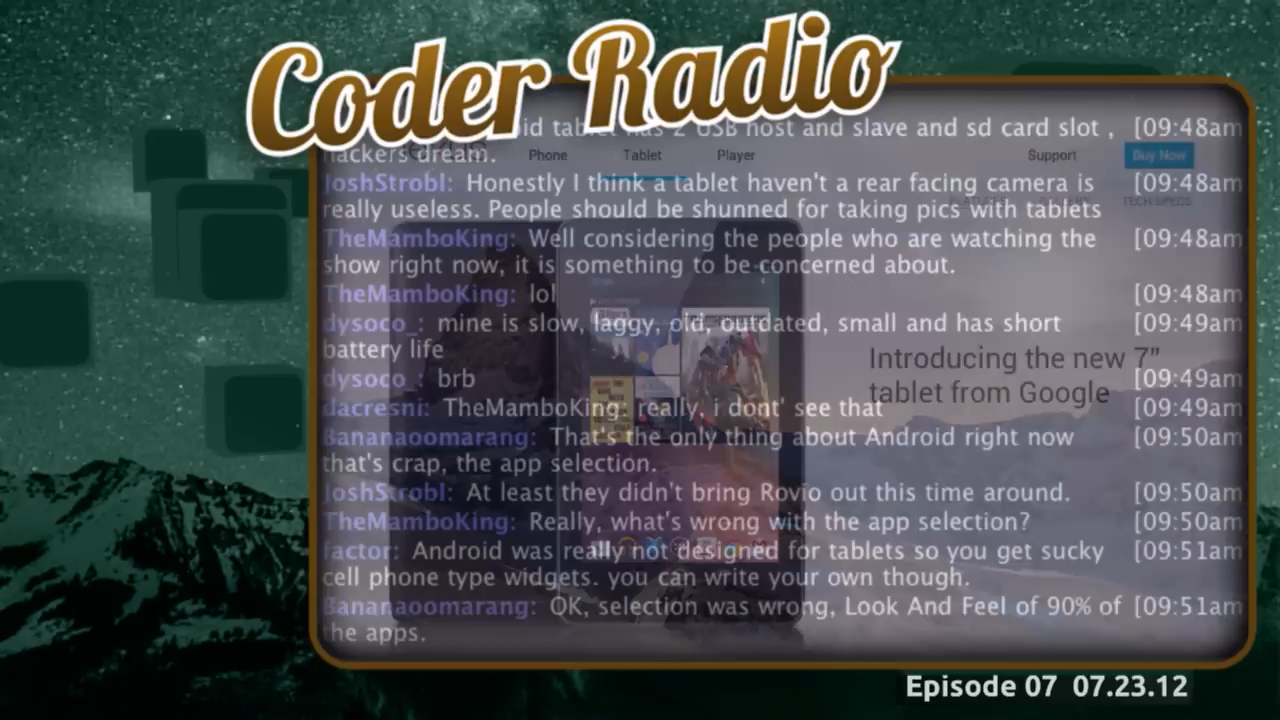 Coder Radio
tablet has 2 USB host and slave and sd card slot , [09:48am
hackers dream.
Phone Tablet Player Support Buy Now
JoshStrobl: Honestly I think a tablet haven't a rear facing camera is [09:48am
really useless. People should be shunned for taking pics with tablets
TECH SPECS
TheMamboKing: Well considering the people who are watching the [09:48am
show right now, it is something to be concerned about.
TheMamboKing: lol [09:48am
dysoco_: mine is slow, laggy, old, outdated, small and has short [09:49am
battery life
Introducing the new 7"
tablet from Google
dysoco_: brb [09:49am
dacresni: TheMamboKing: really, i dont' see that [09:49am
Bananaoomarang: That's the only thing about Android right now [09:50am
that's crap, the app selection.
JoshStrobl: At least they didn't bring Rovio out this time around. [09:50am
TheMamboKing: Really, what's wrong with the app selection? [09:50am
factor: Android was really not designed for tablets so you get sucky [09:51am
cell phone type widgets. you can write your own though.
Bananaoomarang: OK, selection was wrong, Look And Feel of 90% of [09:51am
the apps.
Episode 07 07.23.12